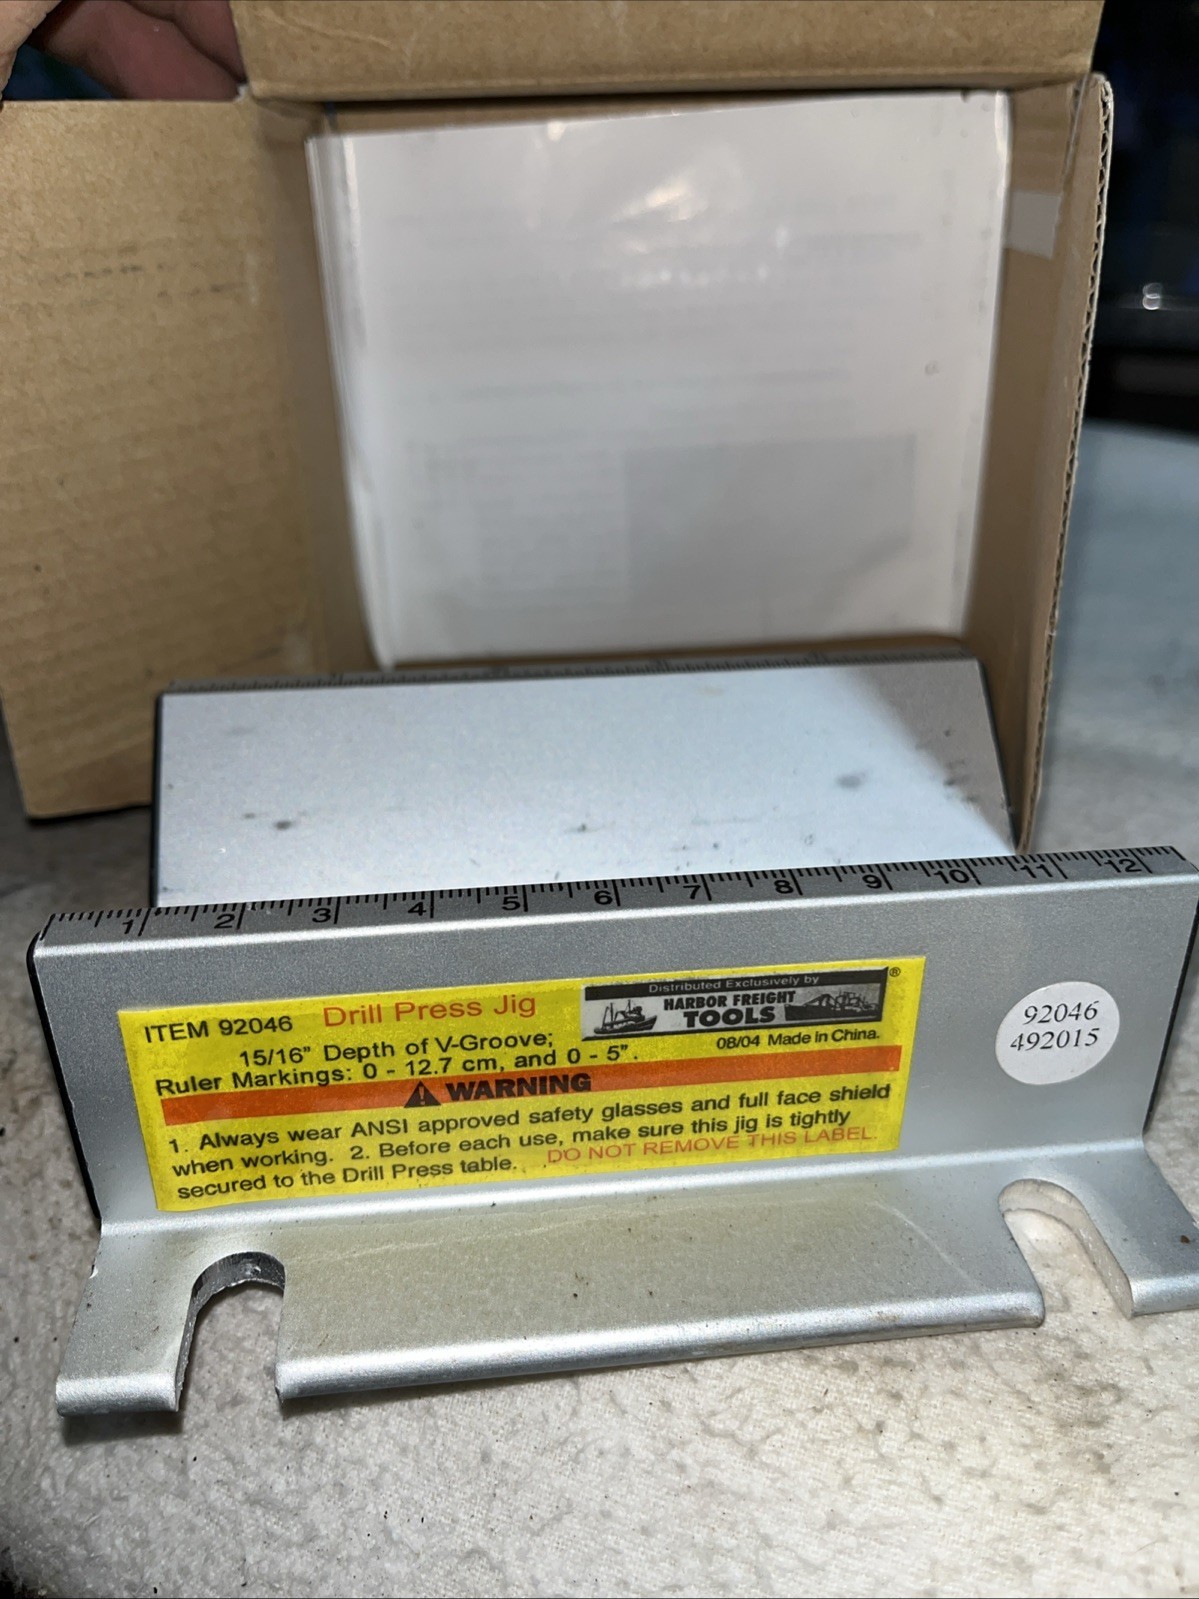 1 2 3 4 5 6 7 8 9 10 11 12
ITEM 92046 Drill Press Jig
15/16” Depth of V-Groove;
Ruler Markings: 0 - 12.7 cm, and 0 - 5”.
Distributed Exclusively by
HARBOR FREIGHT
TOOLS
®
08/04 Made in China.
WARNING
1. Always wear ANSI approved safety glasses and full face shield
when working. 2. Before each use, make sure this jig is tightly
secured to the Drill Press table. DO NOT REMOVE THIS LABEL.
92046
492015